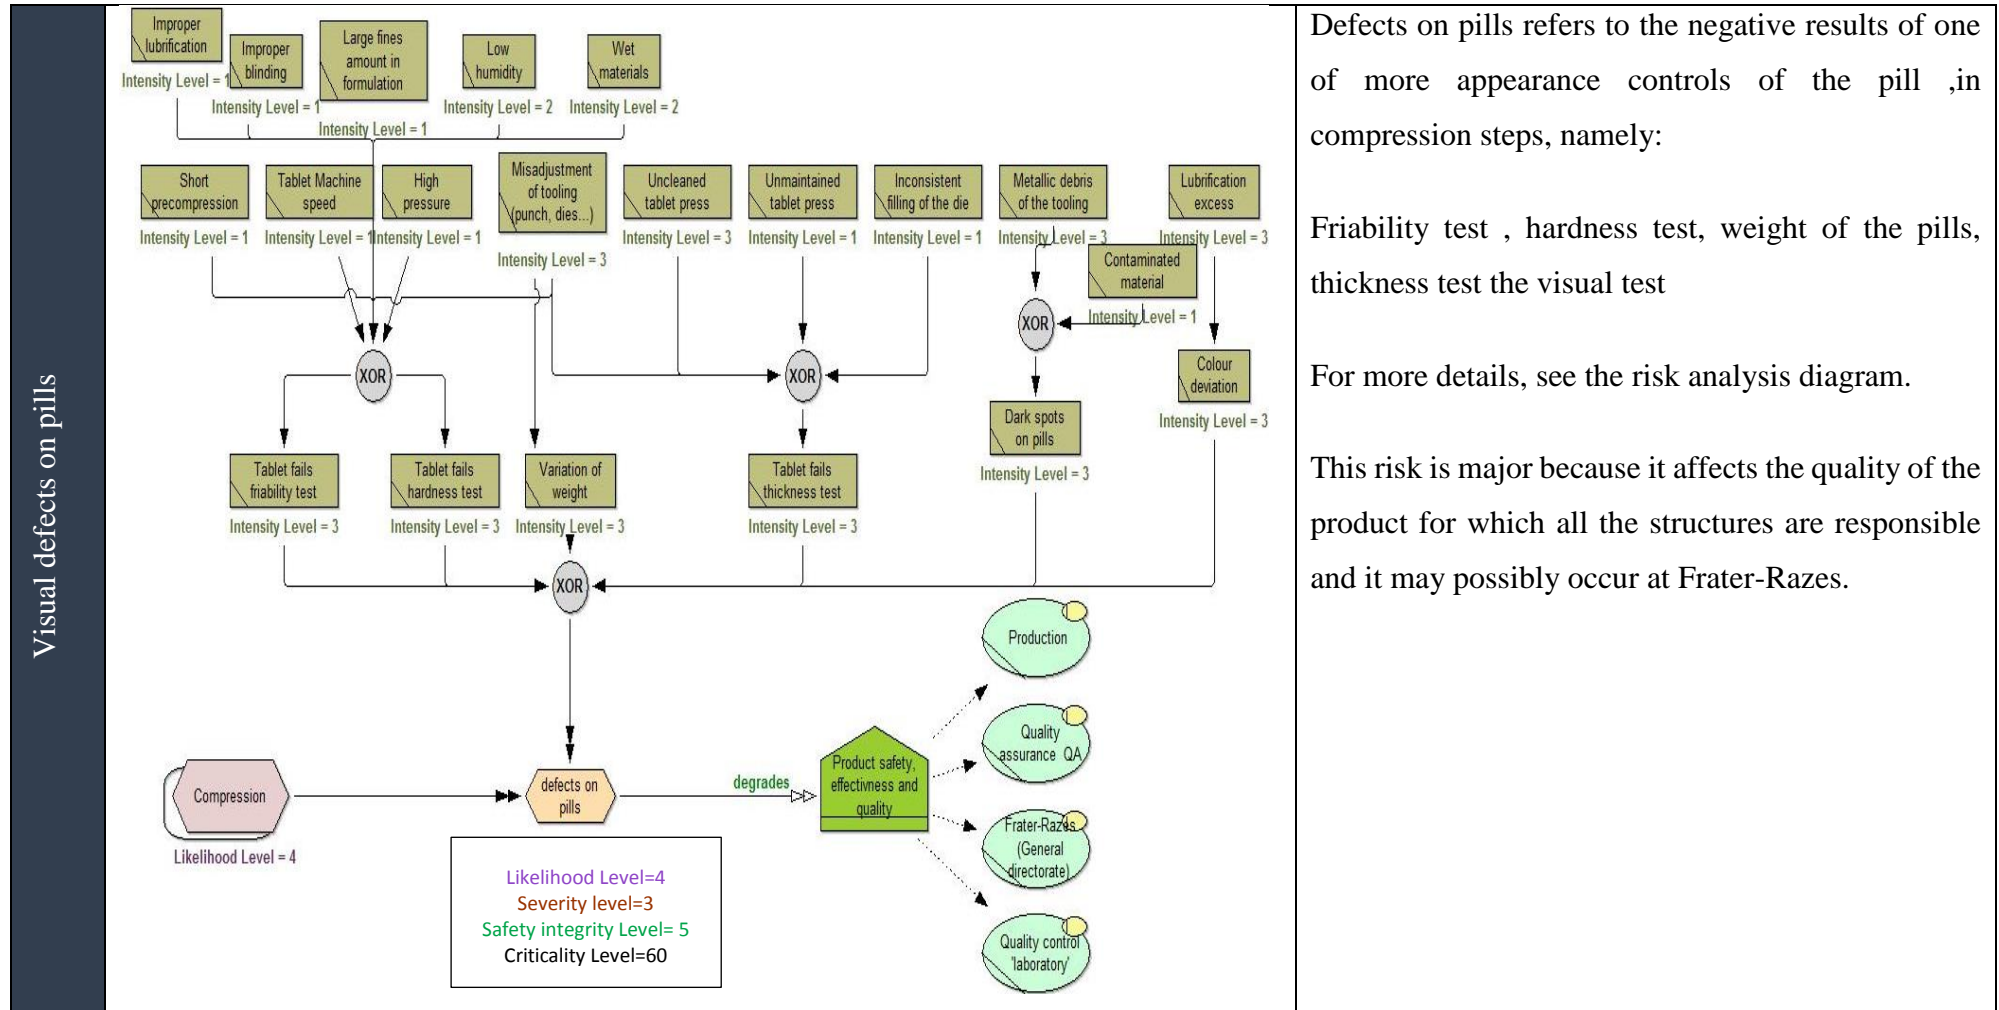 Visual defects on pills
Improper
lubrification
Intensity Level = 1
Improper
blinding
Intensity Level = 1
Large fines
amount in
formulation
Intensity Level = 1
Low
humidity
Intensity Level = 2
Wet
materials
Intensity Level = 2
Short
precompression
Intensity Level = 1
Tablet Machine
speed
Intensity Level = 1
High
pressure
Intensity Level = 1
Misadjustment
of tooling
(punch, dies...)
Intensity Level = 3
Uncleaned
tablet press
Intensity Level = 3
Unmaintained
tablet press
Intensity Level = 1
Inconsistent
filling of the die
Intensity Level = 1
Metallic debris
of the tooling
Intensity Level = 3
Lubrification
excess
Intensity Level = 3
Contaminated
material
Intensity Level = 1
XOR
XOR
XOR
Colour
deviation
Intensity Level = 3
Dark spots
on pills
Intensity Level = 3
Tablet fails
friability test
Intensity Level = 3
Tablet fails
hardness test
Intensity Level = 3
Variation of
weight
Intensity Level = 3
Tablet fails
thickness test
Intensity Level = 3
XOR
Compression
Likelihood Level = 4
defects on
pills
degrades
Product safety,
effectivness and
quality
Production
Quality
assurance QA
Frater-Razes
(General
directorate)
Quality control
'laboratory'
Likelihood Level=4
Severity level=3
Safety integrity Level= 5
Criticality Level=60
Defects on pills refers to the negative results of one
of more appearance controls of the pill ,in
compression steps, namely:
Friability test , hardness test, weight of the pills,
thickness test the visual test
For more details, see the risk analysis diagram.
This risk is major because it affects the quality of the
product for which all the structures are responsible
and it may possibly occur at Frater-Razes.